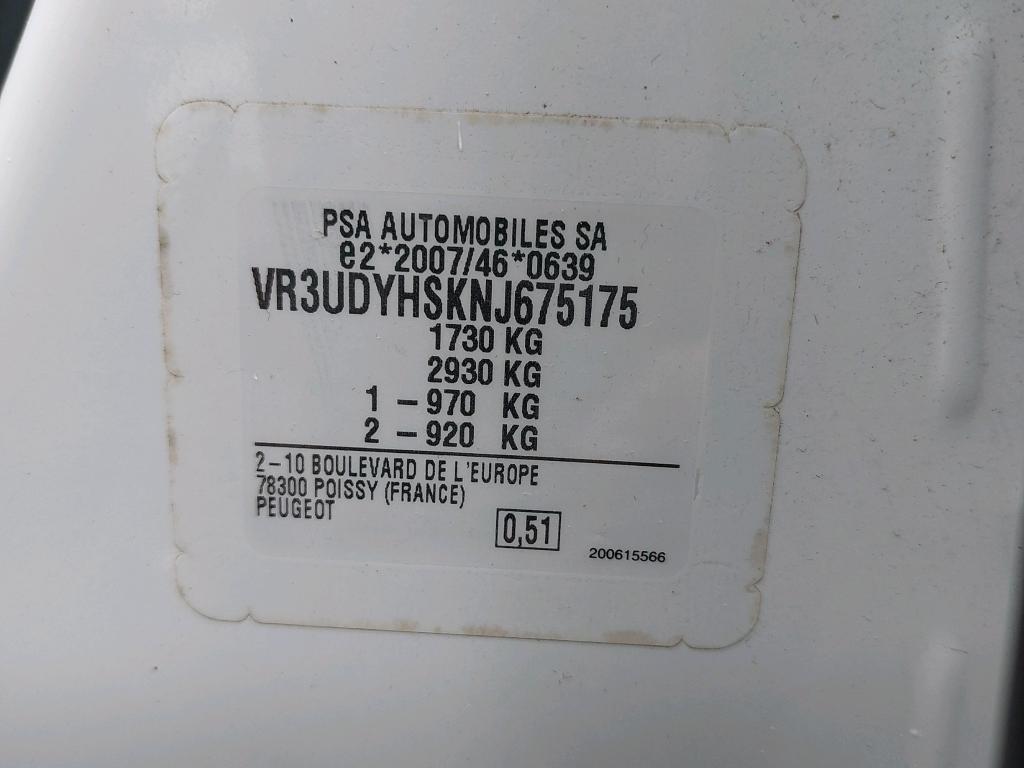 PSA AUTOMOBILES SA
e2*2007/46*0639
VR3UDYHSKNJ675175
1730 KG
2930 KG
1 – 970 KG
2 – 920 KG
2–10 BOULEVARD DE L'EUROPE
78300 POISSY (FRANCE)
PEUGEOT
0,51
200615566